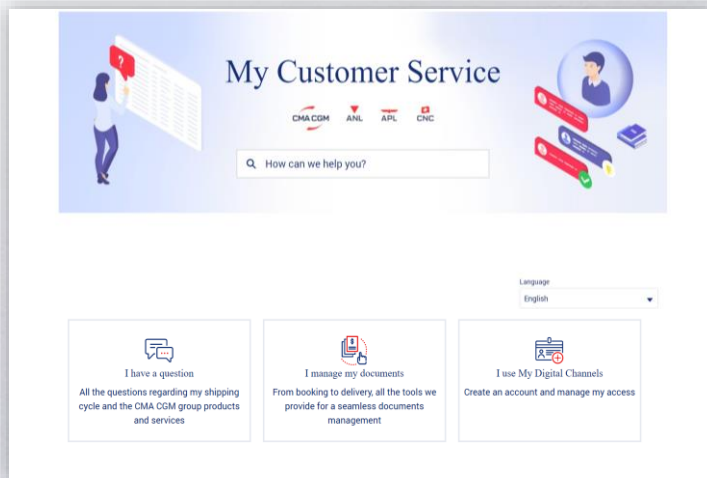 ?
My Customer Service
CMA CGM ANL APL CNC
How can we help you?
Language
English
I have a question
All the questions regarding my shipping
cycle and the CMA CGM group products
and services
I manage my documents
From booking to delivery, all the tools we
provide for a seamless documents
management
I use My Digital Channels
Create an account and manage my access